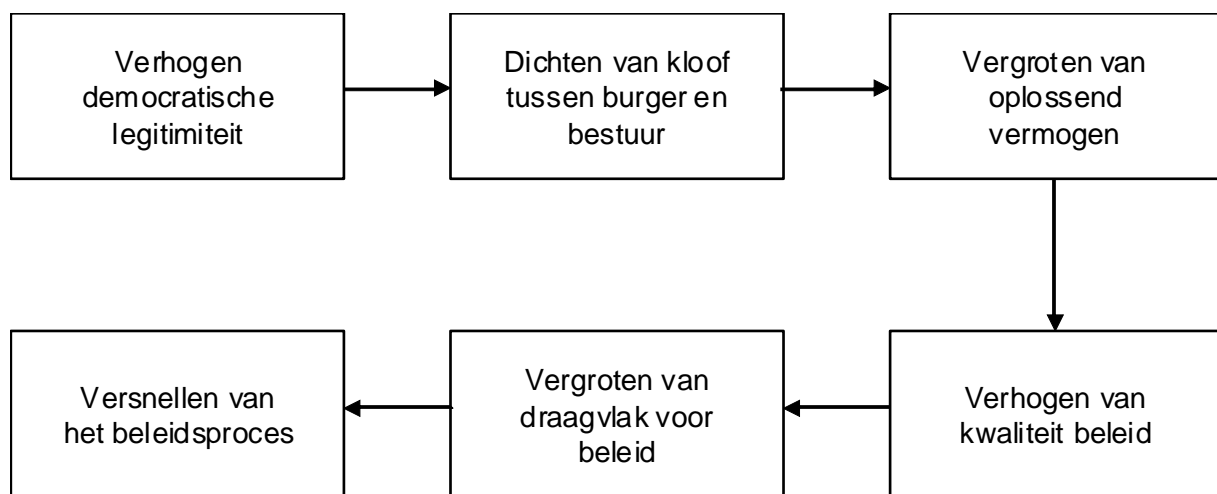 Verhogen
democratische
legitimiteit
Dichten van kloof
tussen burger en
bestuur
Vergroten van
oplossend
vermogen
Verhogen van
kwaliteit beleid
Vergroten van
draagvlak voor
beleid
Versnellen van
het beleidsproces